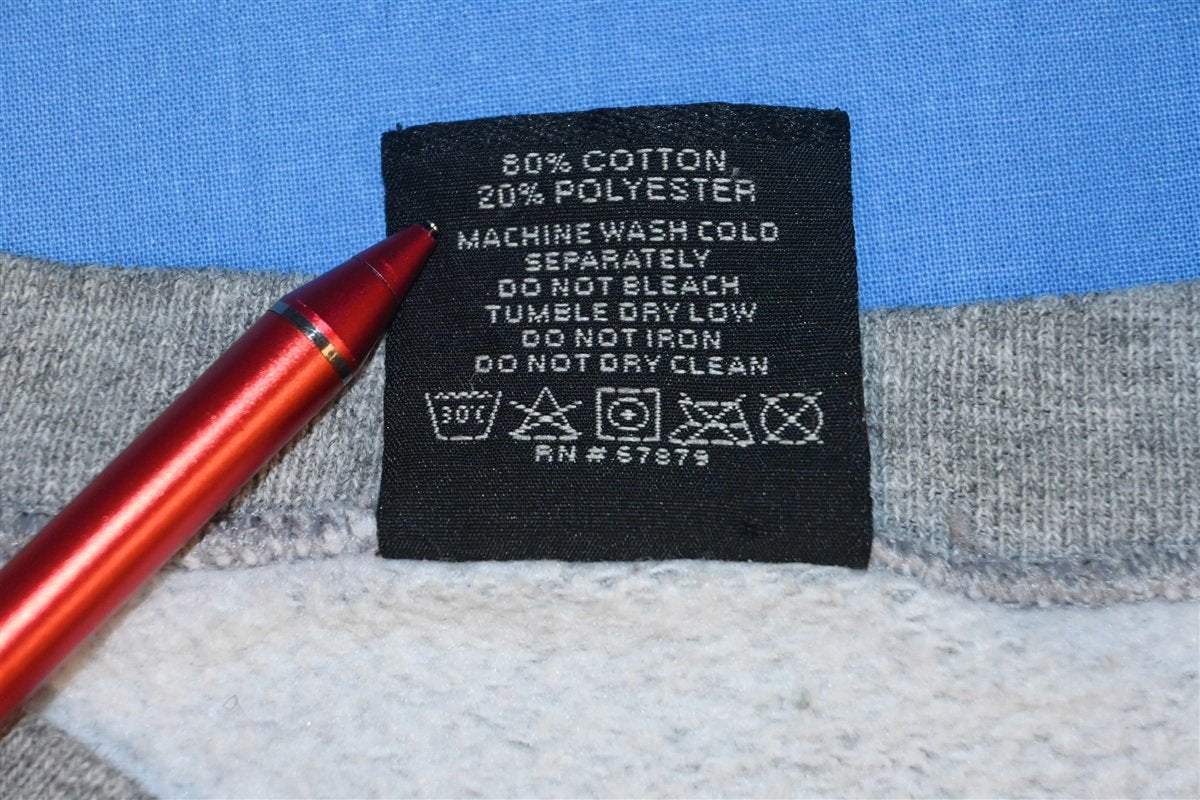 80% COTTON,
20% POLYESTER
MACHINE WASH COLD
SEPARATELY
DO NOT BLEACH
TUMBLE DRY LOW
DO NOT IRON
DO NOT DRY CLEAN
30°C
RN # 67879